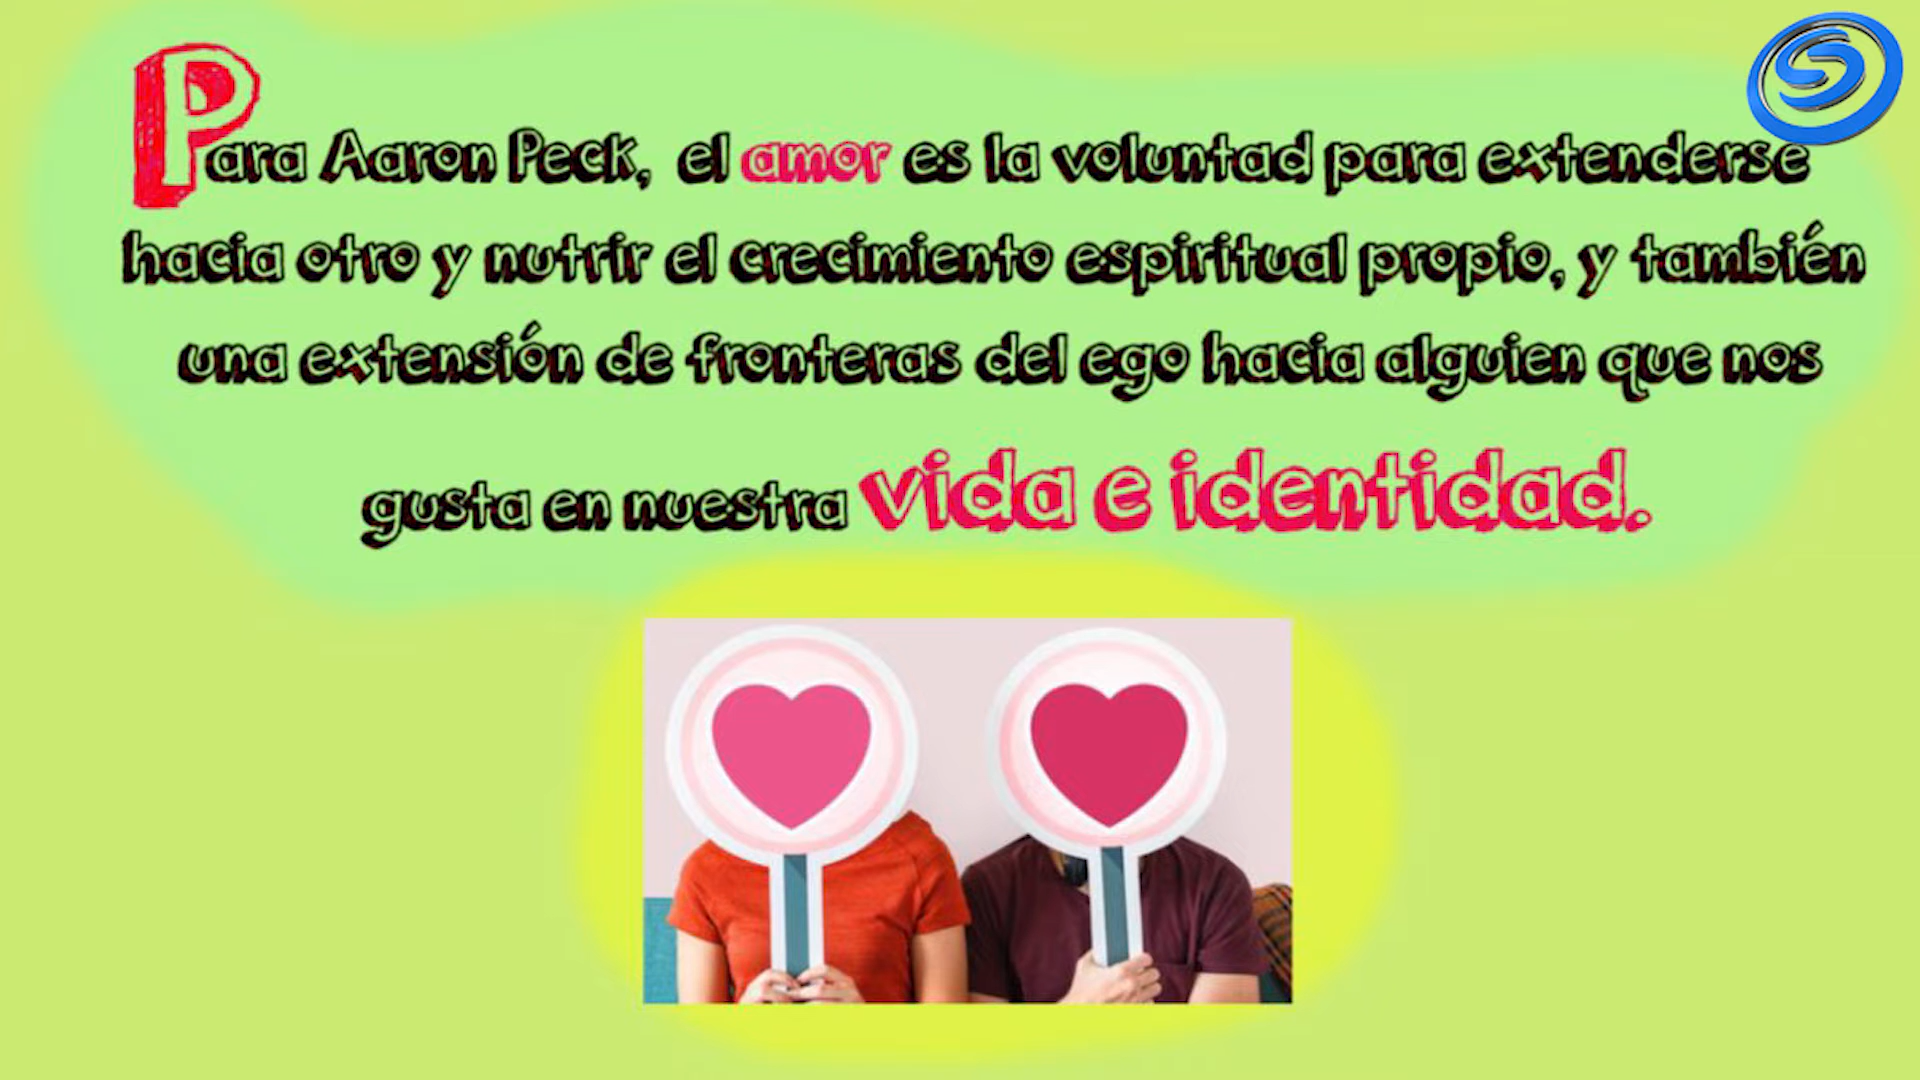 Para Aaron Peck, el amor es la voluntad para extenderse
hacia otro y nutrir el crecimiento espiritual propio, y también
una extensión de fronteras del ego hacia alguien que nos
gusta en nuestra vida e identidad.